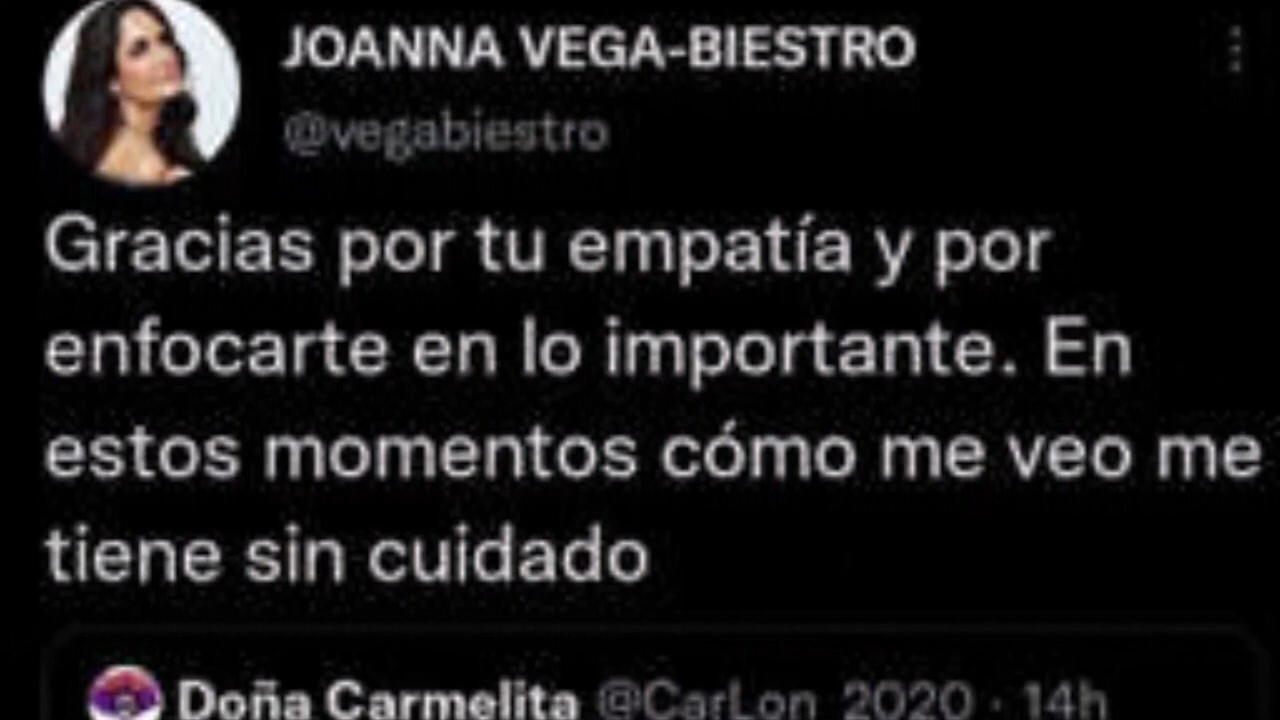 JOANNA VEGA-BIESTRO
@vegabiestro
Gracias por tu empatía y por
enfocarte en lo importante. En
estos momentos cómo me veo me
tiene sin cuidado
Doña Carmelita @CarLon_2020 · 14h